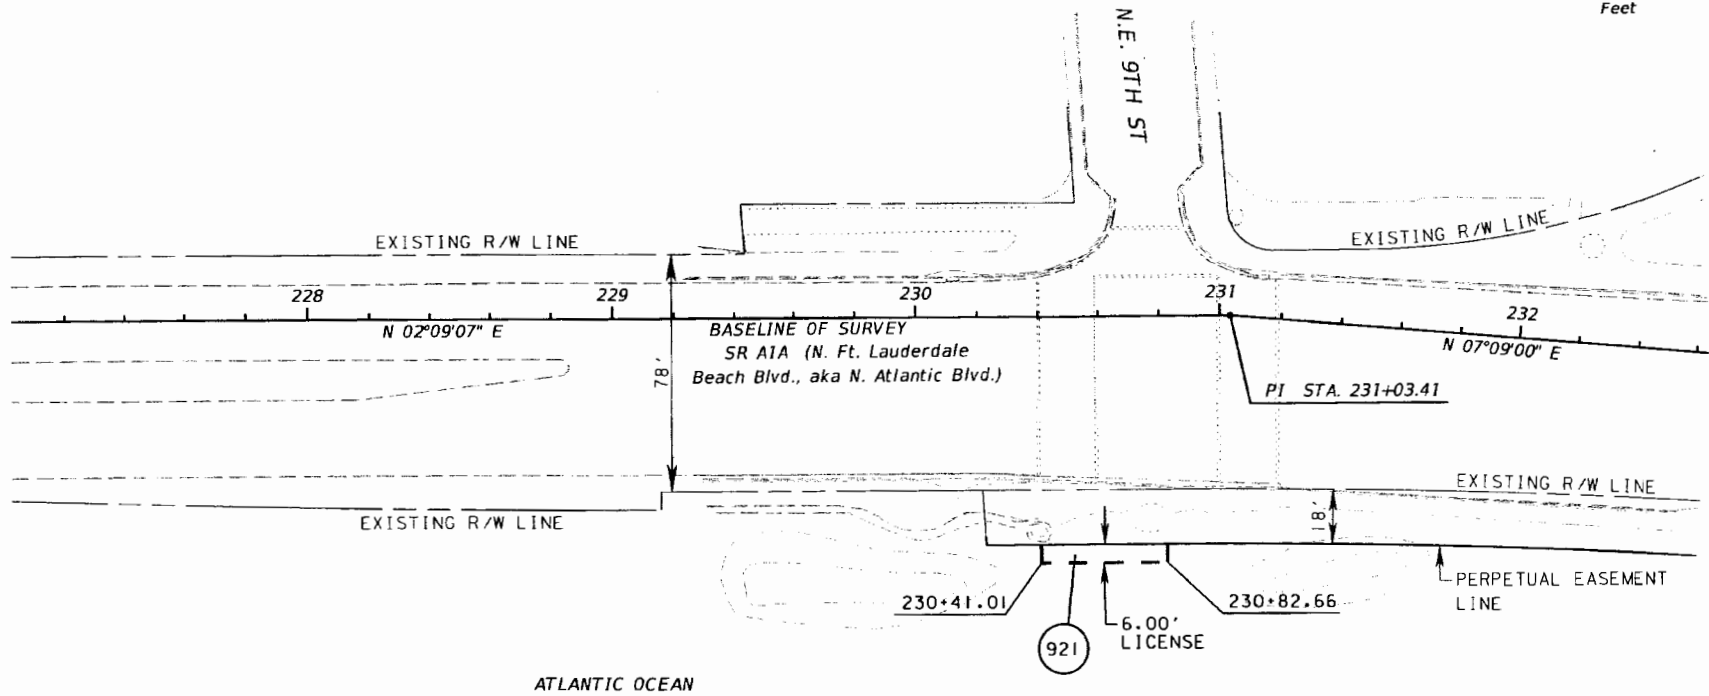 Feet
N.E. 9TH ST
EXISTING R/W LINE
EXISTING R/W LINE
228
229
230
231
232
N 02°09'07" E
BASELINE OF SURVEY
SR A1A (N. Ft. Lauderdale
Beach Blvd., aka N. Atlantic Blvd.)
N 07°09'00" E
78'
PI STA. 231+03.41
EXISTING R/W LINE
EXISTING R/W LINE
18'
230+41.01
230+82.66
PERPETUAL EASEMENT
LINE
6.00'
LICENSE
921
ATLANTIC OCEAN